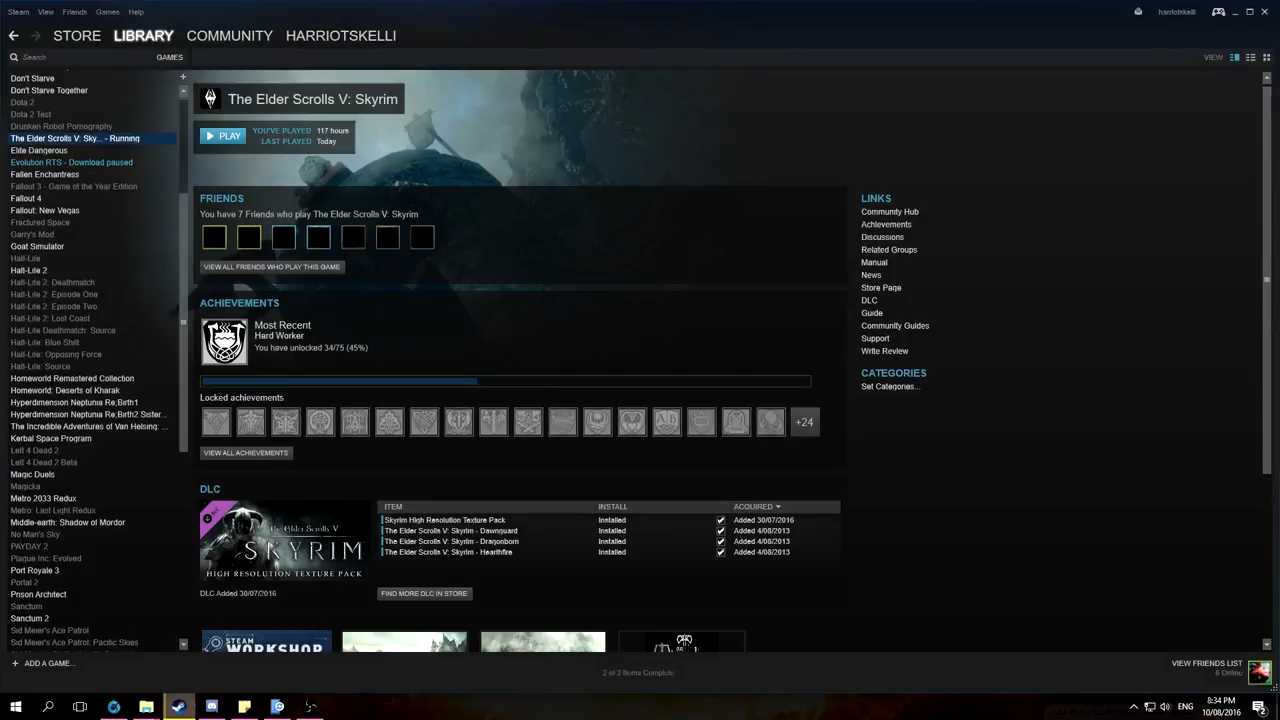 Steam View Friends Games Help
harriotskelli
STORE LIBRARY COMMUNITY HARRIOTSKELLI
Search GAMES
VIEW
Don't Starve
Don't Starve Together
Dota 2
Dota 2 Test
Drunken Robot Pornography
The Elder Scrolls V: Sky... - Running
Elite Dangerous
Evolution RTS - Download paused
Fallen Enchantress
Fallout 3 - Game of the Year Edition
Fallout 4
Fallout: New Vegas
Fractured Space
Garry's Mod
Goat Simulator
Half-Life
Half-Life 2
Half-Life 2: Deathmatch
Half-Life 2: Episode One
Half-Life 2: Episode Two
Half-Life 2: Lost Coast
Half-Life Deathmatch: Source
Half-Life: Blue Shift
Half-Life: Opposing Force
Half-Life: Source
Homeworld Remastered Collection
Homeworld: Deserts of Kharak
Hyperdimension Neptunia Re;Birth1
Hyperdimension Neptunia Re;Birth2 Sister...
The Incredible Adventures of Van Helsing: ...
Kerbal Space Program
Left 4 Dead 2
Left 4 Dead 2 Beta
Magic Duels
Magicka
Metro 2033 Redux
Metro: Last Light Redux
Middle-earth: Shadow of Mordor
No Man's Sky
PAYDAY 2
Plague Inc: Evolved
Port Royale 3
Portal 2
Prison Architect
Sanctum
Sanctum 2
Sid Meier's Ace Patrol
Sid Meier's Ace Patrol: Pacific Skies
+ ADD A GAME...
The Elder Scrolls V: Skyrim
PLAY
YOU'VE PLAYED 117 hours
LAST PLAYED Today
FRIENDS
You have 7 Friends who play The Elder Scrolls V: Skyrim
VIEW ALL FRIENDS WHO PLAY THIS GAME
ACHIEVEMENTS
Most Recent
Hard Worker
You have unlocked 34/75 (45%)
Locked achievements
+24
VIEW ALL ACHIEVEMENTS
DLC
The Elder Scrolls V
SKYRIM
HIGH RESOLUTION TEXTURE PACK
DLC Added 30/07/2016
ITEM INSTALL ACQUIRED
Skyrim High Resolution Texture Pack Installed Added 30/07/2016
The Elder Scrolls V: Skyrim - Dawnguard Installed Added 4/08/2013
The Elder Scrolls V: Skyrim - Dragonborn Installed Added 4/08/2013
The Elder Scrolls V: Skyrim - Hearthfire Installed Added 4/08/2013
FIND MORE DLC IN STORE
STEAM
WORKSHOP
LINKS
Community Hub
Achievements
Discussions
Related Groups
Manual
News
Store Page
DLC
Guide
Community Guides
Support
Write Review
CATEGORIES
Set Categories...
2 of 2 Items Complete
VIEW FRIENDS LIST
6 Online
ENG
8:34 PM
10/08/2016
2